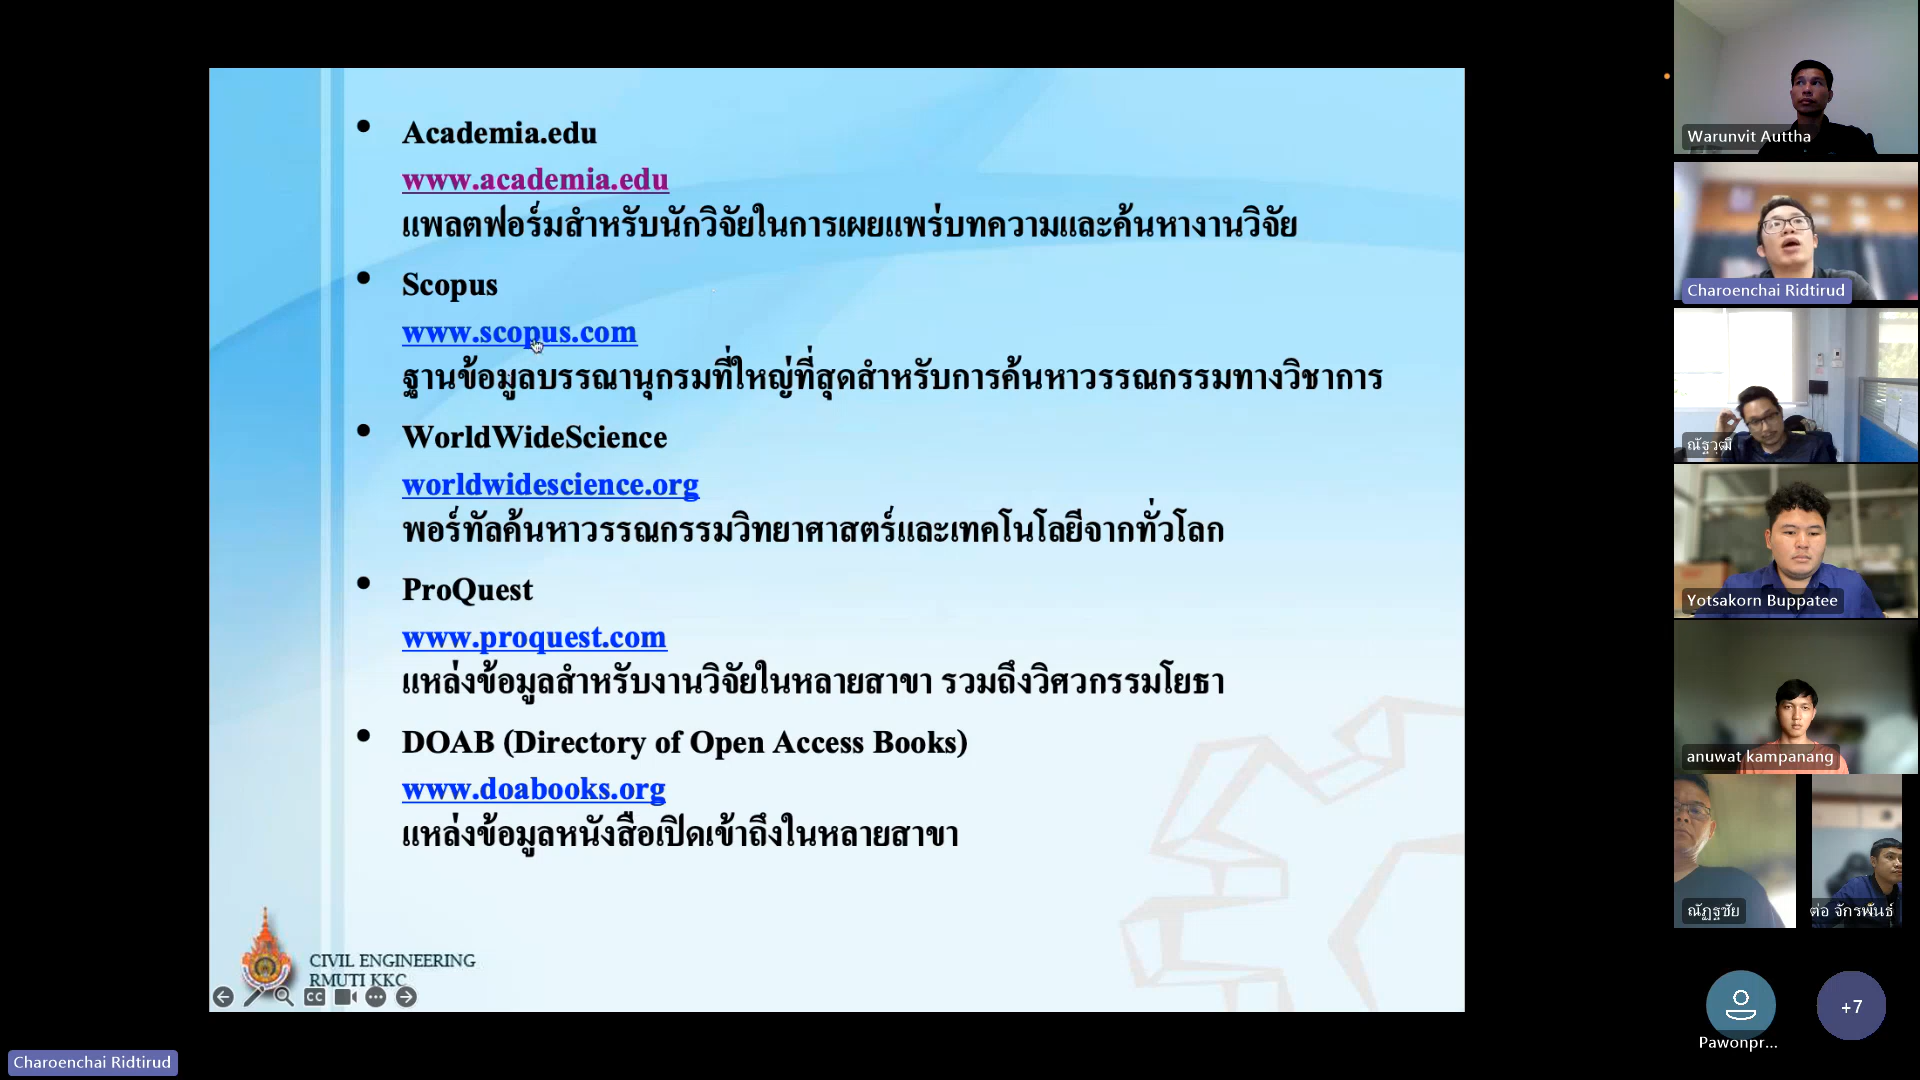 Academia.edu
www.academia.edu
แพลตฟอร์มสำหรับนักวิจัยในการเผยแพร่บทความและค้นหางานวิจัย
Scopus
www.scopus.com
ฐานข้อมูลบรรณานุกรมที่ใหญ่ที่สุดสำหรับการค้นหาวรรณกรรมทางวิชาการ
WorldWideScience
worldwidescience.org
พอร์ทัลค้นหาวรรณกรรมวิทยาศาสตร์และเทคโนโลยีจากทั่วโลก
ProQuest
www.proquest.com
แหล่งข้อมูลสำหรับงานวิจัยในหลายสาขา รวมถึงวิศวกรรมโยธา
DOAB (Directory of Open Access Books)
www.doabooks.org
แหล่งข้อมูลหนังสือเปิดเข้าถึงในหลายสาขา
CIVIL ENGINEERING
RMUTI KKC
CC
Charoenchai Ridtirud
Warunvit Auttha
Charoenchai Ridtirud
ณัฐวุฒิ
Yotsakorn Buppatee
anuwat kampanang
ณัฏฐชัย
ต่อ จักรพันธ์
Pawonpr...
+7